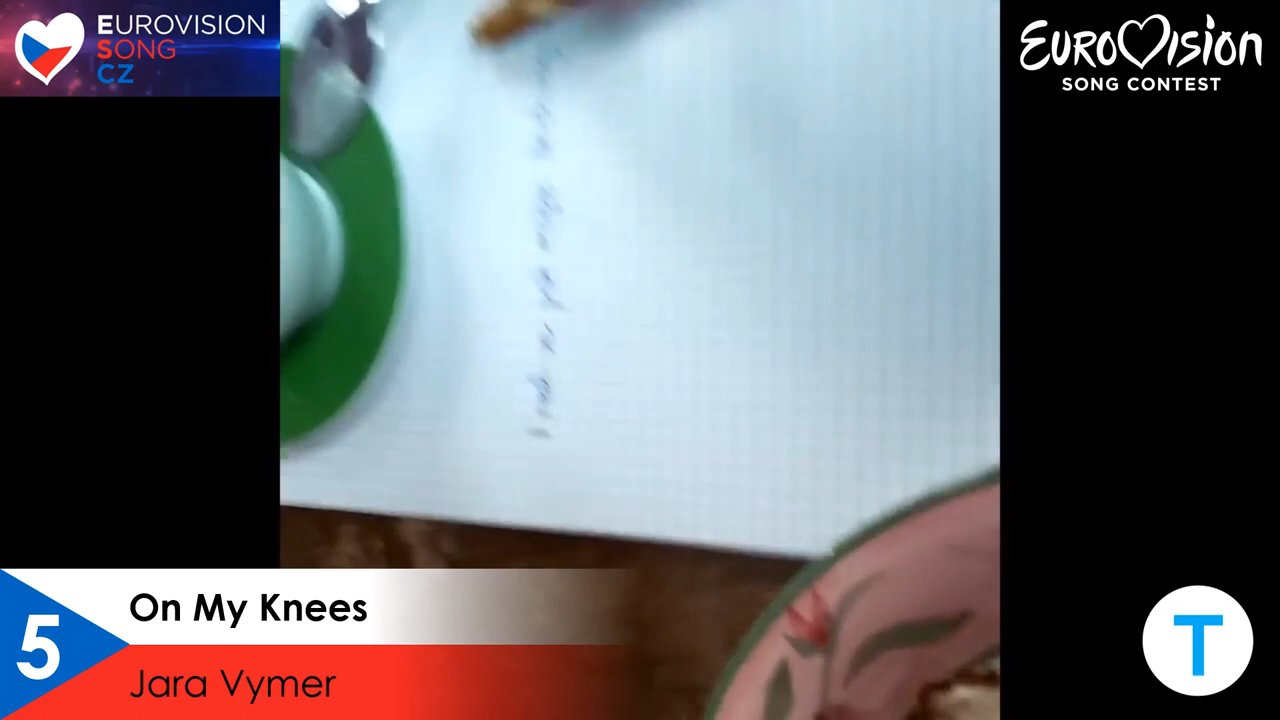 EUROVISION
SONG
CZ
EUROVISION
SONG CONTEST
5
On My Knees
Jara Vymer
T